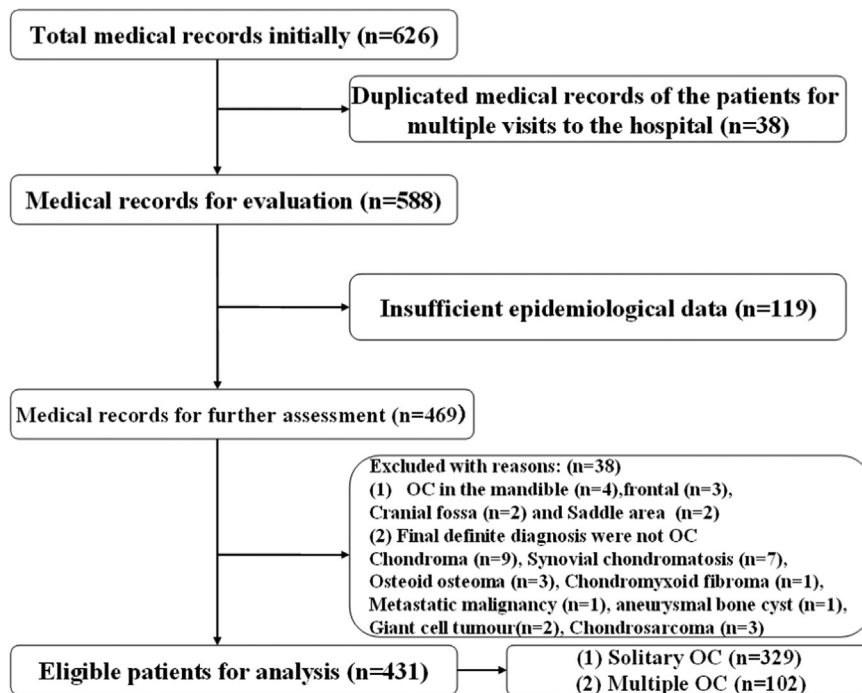 Total medical records initially (n=626)
Duplicated medical records of the patients for
multiple visits to the hospital (n=38)
Medical records for evaluation (n=588)
Insufficient epidemiological data (n=119)
Medical records for further assessment (n=469)
Excluded with reasons: (n=38)
(1) OC in the mandible (n=4),frontal (n=3),
Cranial fossa (n=2) and Saddle area (n=2)
(2) Final definite diagnosis were not OC
Chondroma (n=9), Synovial chondromatosis (n=7),
Osteoid osteoma (n=3), Chondromyxoid fibroma (n=1),
Metastatic malignancy (n=1), aneurysmal bone cyst (n=1),
Giant cell tumour(n=2), Chondrosarcoma (n=3)
Eligible patients for analysis (n=431)
(1) Solitary OC (n=329)
(2) Multiple OC (n=102)